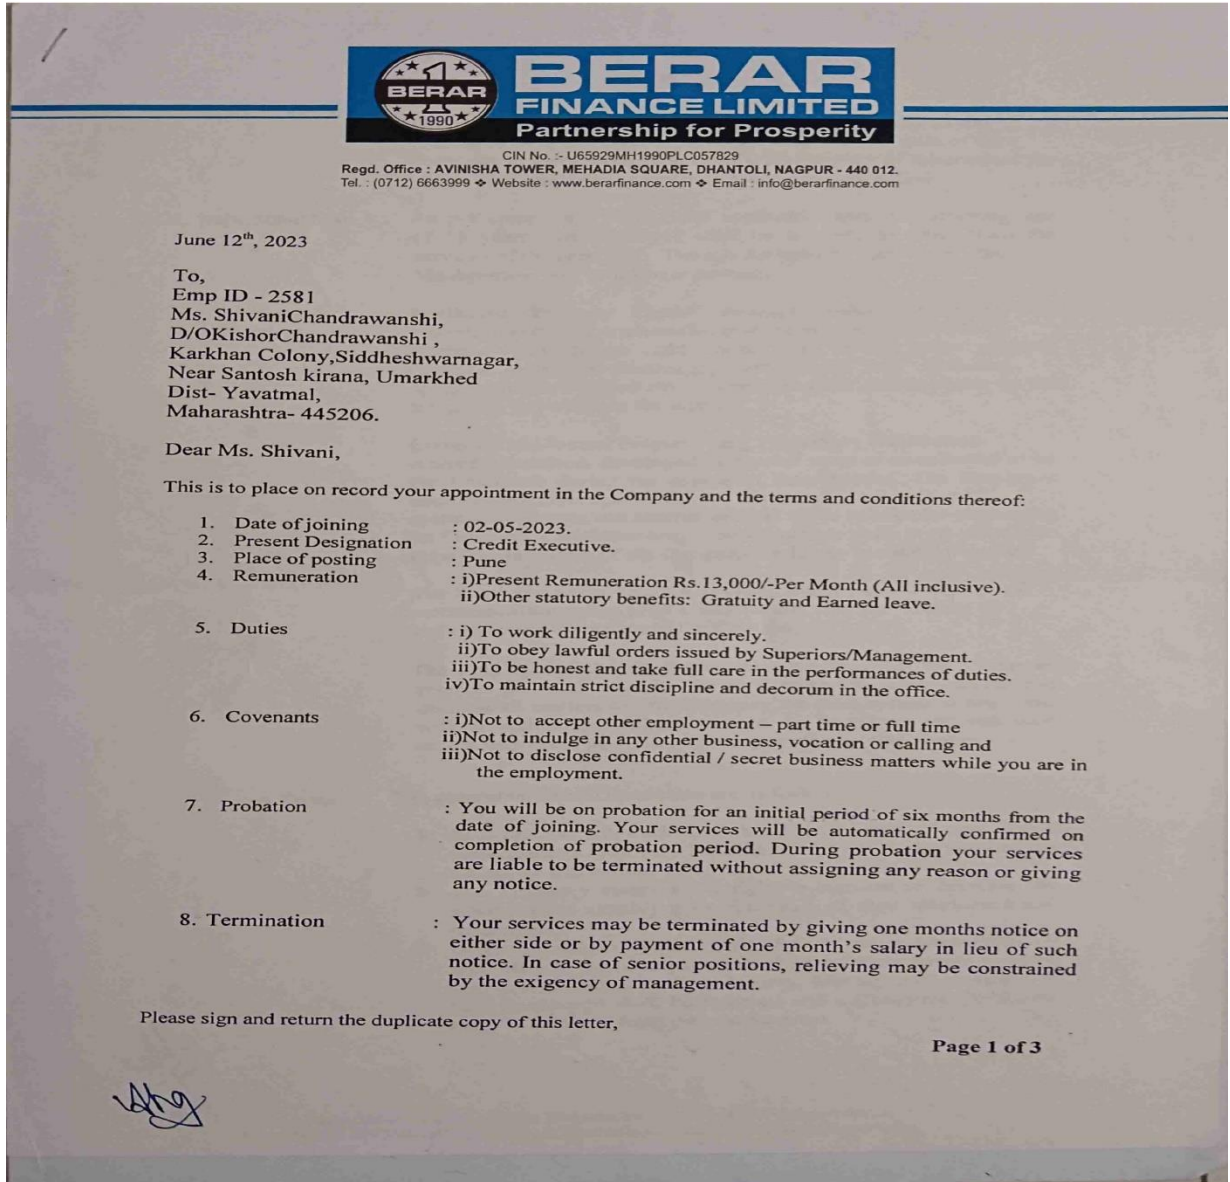 1
BERAR
1990
BERAR
FINANCE LIMITED
Partnership for Prosperity
CIN No. :- U65929MH1990PLC057829
Regd. Office : AVINISHA TOWER, MEHADIA SQUARE, DHANTOLI, NAGPUR - 440 012.
Tel. : (0712) 6663999 ❖ Website : www.berarfinance.com ❖ Email : info@berarfinance.com
June 12th, 2023
To,
Emp ID - 2581
Ms. ShivaniChandrawanshi,
D/OKishorChandrawanshi ,
Karkhan Colony,Siddheshwarnagar,
Near Santosh kirana, Umarkhed
Dist- Yavatmal,
Maharashtra- 445206.
Dear Ms. Shivani,
This is to place on record your appointment in the Company and the terms and conditions thereof:
1. Date of joining : 02-05-2023.
2. Present Designation : Credit Executive.
3. Place of posting : Pune
4. Remuneration : i)Present Remuneration Rs.13,000/-Per Month (All inclusive).
ii)Other statutory benefits: Gratuity and Earned leave.
5. Duties : i) To work diligently and sincerely.
ii)To obey lawful orders issued by Superiors/Management.
iii)To be honest and take full care in the performances of duties.
iv)To maintain strict discipline and decorum in the office.
6. Covenants : i)Not to accept other employment – part time or full time
ii)Not to indulge in any other business, vocation or calling and
iii)Not to disclose confidential / secret business matters while you are in
the employment.
7. Probation : You will be on probation for an initial period of six months from the
date of joining. Your services will be automatically confirmed on
completion of probation period. During probation your services
are liable to be terminated without assigning any reason or giving
any notice.
8. Termination : Your services may be terminated by giving one months notice on
either side or by payment of one month's salary in lieu of such
notice. In case of senior positions, relieving may be constrained
by the exigency of management.
Please sign and return the duplicate copy of this letter,
Page 1 of 3